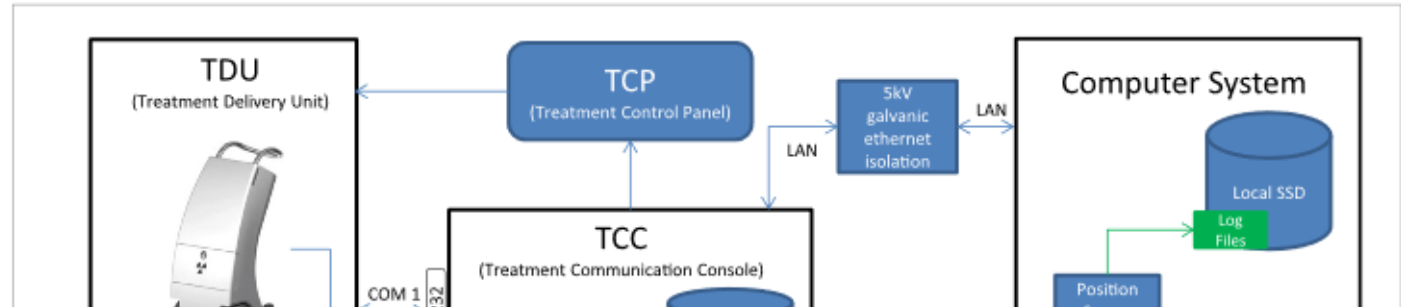 TDU
(Treatment Delivery Unit)
TCP
(Treatment Control Panel)
5kV
galvanic
ethernet
isolation
LAN
LAN
Computer System
Local SSD
Log
Files
TCC
(Treatment Communication Console)
COM 1
32
Position